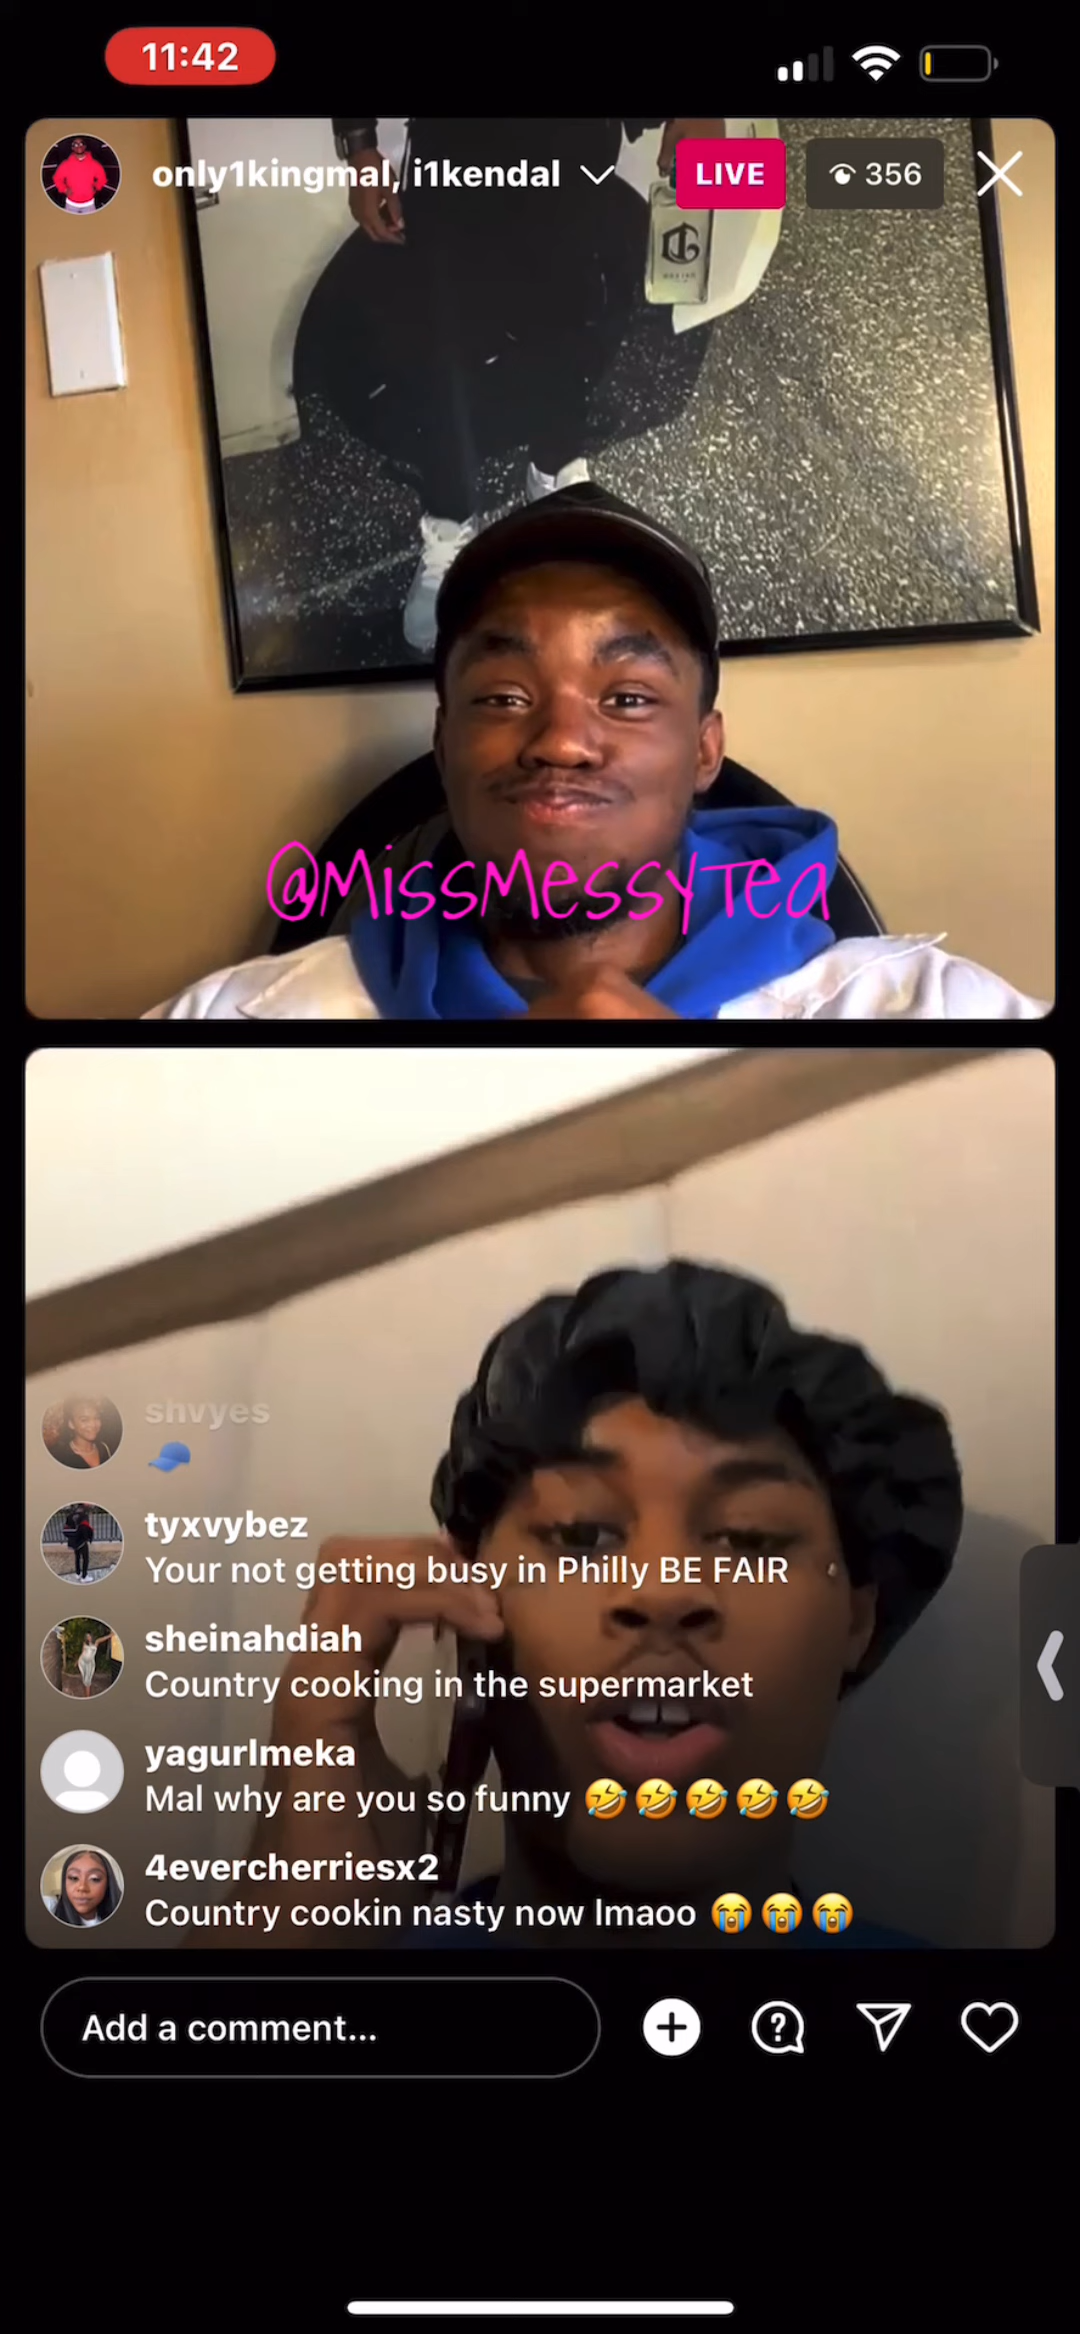 11:42
only1kingmal, i1kendal
LIVE
356
@MissMessyTea
shvyes
🧢
tyxvybez
Your not getting busy in Philly BE FAIR
sheinahdiah
Country cooking in the supermarket
yagurlmeka
Mal why are you so funny 🤣🤣🤣🤣🤣
4evercherriesx2
Country cookin nasty now lmaoo 😭😭😭
Add a comment...